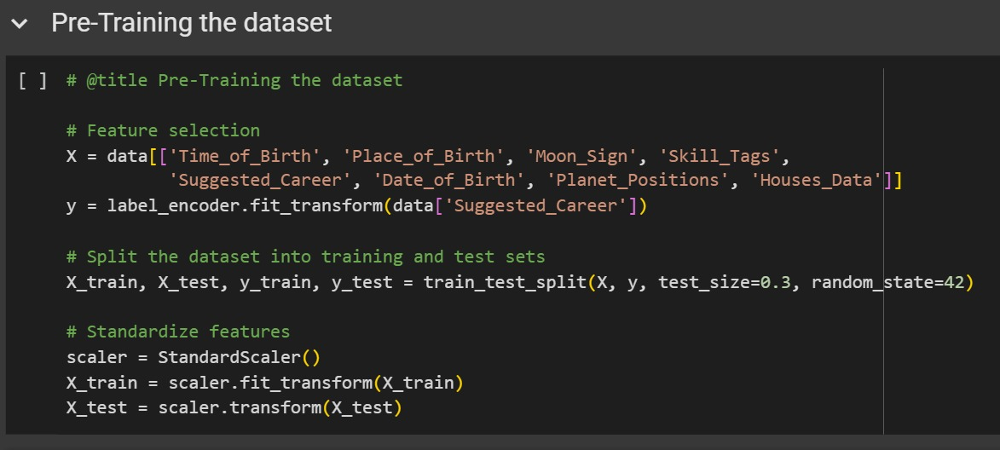 Pre-Training the dataset
[ ] # @title Pre-Training the dataset
# Feature selection
X = data[['Time_of_Birth', 'Place_of_Birth', 'Moon_Sign', 'Skill_Tags',
'Suggested_Career', 'Date_of_Birth', 'Planet_Positions', 'Houses_Data']]
y = label_encoder.fit_transform(data['Suggested_Career'])
# Split the dataset into training and test sets
X_train, X_test, y_train, y_test = train_test_split(X, y, test_size=0.3, random_state=42)
# Standardize features
scaler = StandardScaler()
X_train = scaler.fit_transform(X_train)
X_test = scaler.transform(X_test)